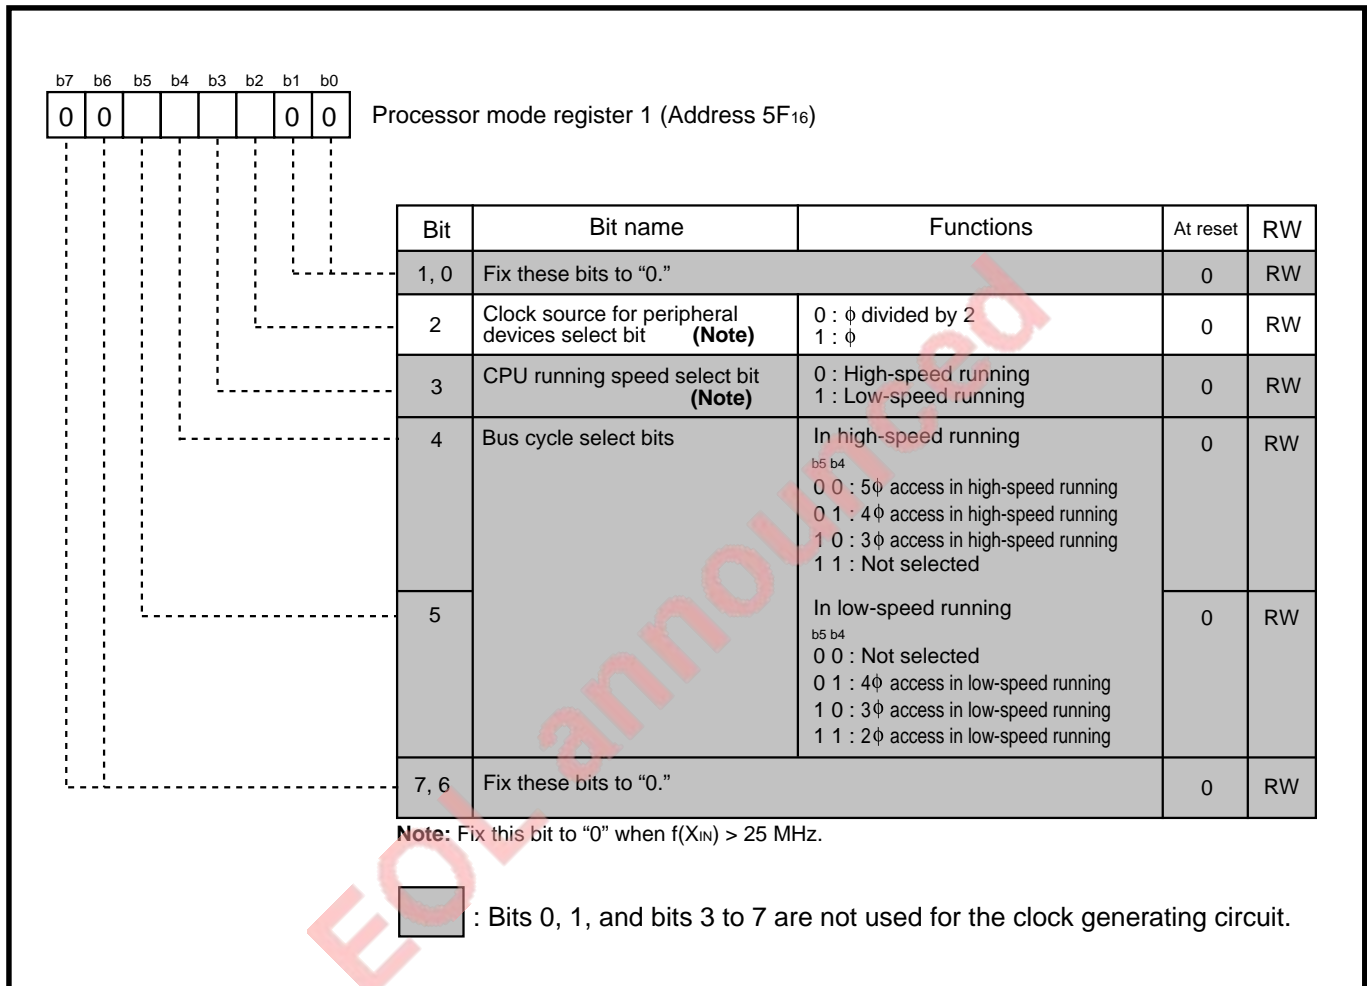 b7 b6 b5 b4 b3 b2 b1 b0
0 0 0 0
Processor mode register 1 (Address 5F16)
Bit Bit name Functions At reset RW
1, 0 Fix these bits to “0.” 0 RW
2 Clock source for peripheral devices select bit (Note) 0 : ϕ divided by 2
1 : ϕ
0 RW
3 CPU running speed select bit (Note) 0 : High-speed running
1 : Low-speed running
0 RW
4 Bus cycle select bits In high-speed running 0 RW
b5 b4
0 0 : 5ϕ access in high-speed running
0 1 : 4ϕ access in high-speed running
1 0 : 3ϕ access in high-speed running
1 1 : Not selected
5 In low-speed running 0 RW
b5 b4
0 0 : Not selected
0 1 : 4ϕ access in low-speed running
1 0 : 3ϕ access in low-speed running
1 1 : 2ϕ access in low-speed running
7, 6 Fix these bits to “0.” 0 RW
Note: Fix this bit to “0” when f(XIN) > 25 MHz.
: Bits 0, 1, and bits 3 to 7 are not used for the clock generating circuit.
EOL announced